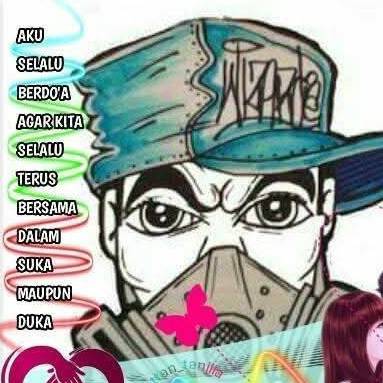 AKU
SELALU
BERDO'A
AGAR KITA
SELALU
TERUS
BERSAMA
DALAM
SUKA
MAUPUN
DUKA